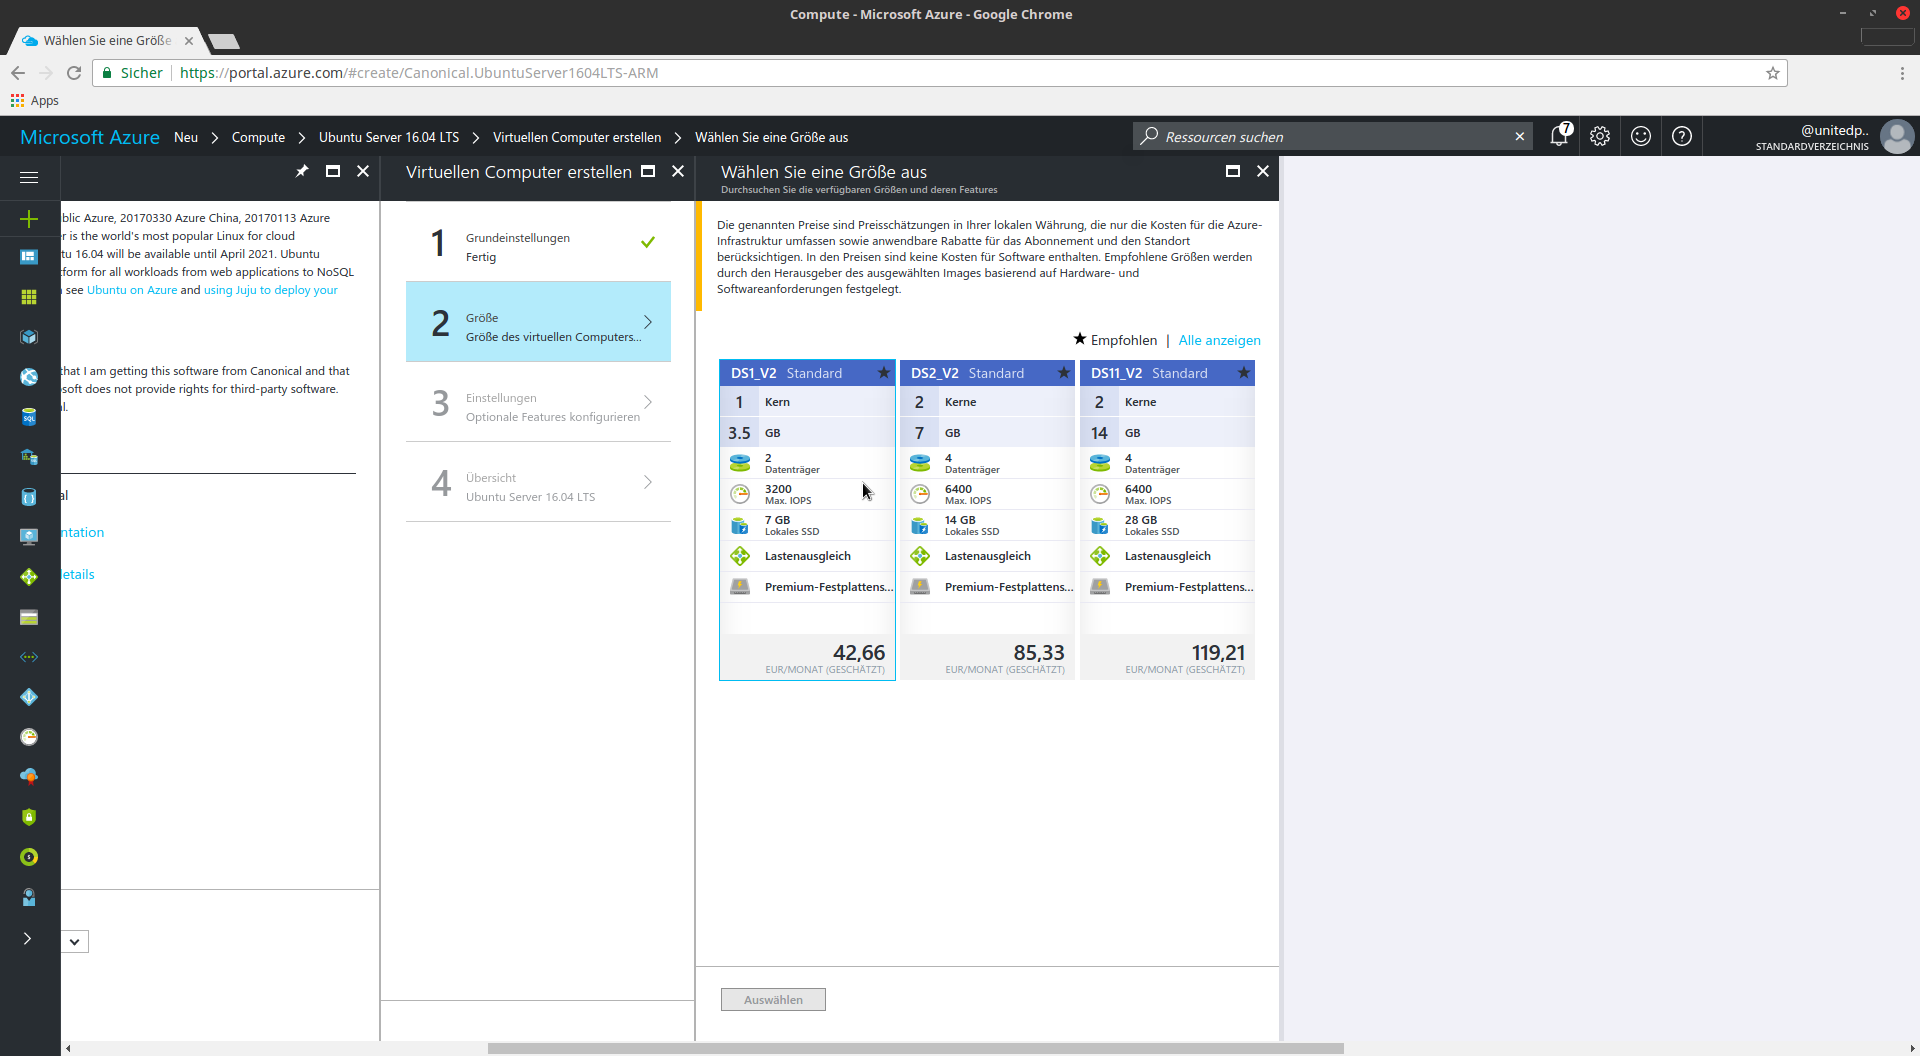 Compute - Microsoft Azure - Google Chrome
Wählen Sie eine Größe
Sicher https://portal.azure.com/#create/Canonical.UbuntuServer1604LTS-ARM
Apps
Microsoft Azure Neu Compute Ubuntu Server 16.04 LTS Virtuellen Computer erstellen Wählen Sie eine Größe aus
Ressourcen suchen
7
@unitedp..
STANDARDVERZEICHNIS
blic Azure, 20170330 Azure China, 20170113 Azure
r is the world's most popular Linux for cloud
tu 16.04 will be available until April 2021. Ubuntu
form for all workloads from web applications to NoSQL
see Ubuntu on Azure and using Juju to deploy your
that I am getting this software from Canonical and that
soft does not provide rights for third-party software.
al.
al
ntation
details
Virtuellen Computer erstellen
1
Grundeinstellungen
Fertig
2
Größe
Größe des virtuellen Computers...
3
Einstellungen
Optionale Features konfigurieren
4
Übersicht
Ubuntu Server 16.04 LTS
Wählen Sie eine Größe aus
Durchsuchen Sie die verfügbaren Größen und deren Features
Die genannten Preise sind Preisschätzungen in Ihrer lokalen Währung, die nur die Kosten für die Azure-
Infrastruktur umfassen sowie anwendbare Rabatte für das Abonnement und den Standort
berücksichtigen. In den Preisen sind keine Kosten für Software enthalten. Empfohlene Größen werden
durch den Herausgeber des ausgewählten Images basierend auf Hardware- und
Softwareanforderungen festgelegt.
★ Empfohlen | Alle anzeigen
DS1_V2 Standard
1 Kern
3.5 GB
2
Datenträger
3200
Max. IOPS
7 GB
Lokales SSD
Lastenausgleich
Premium-Festplattens...
42,66
EUR/MONAT (GESCHÄTZT)
DS2_V2 Standard
2 Kerne
7 GB
4
Datenträger
6400
Max. IOPS
14 GB
Lokales SSD
Lastenausgleich
Premium-Festplattens...
85,33
EUR/MONAT (GESCHÄTZT)
DS11_V2 Standard
2 Kerne
14 GB
4
Datenträger
6400
Max. IOPS
28 GB
Lokales SSD
Lastenausgleich
Premium-Festplattens...
119,21
EUR/MONAT (GESCHÄTZT)
Auswählen